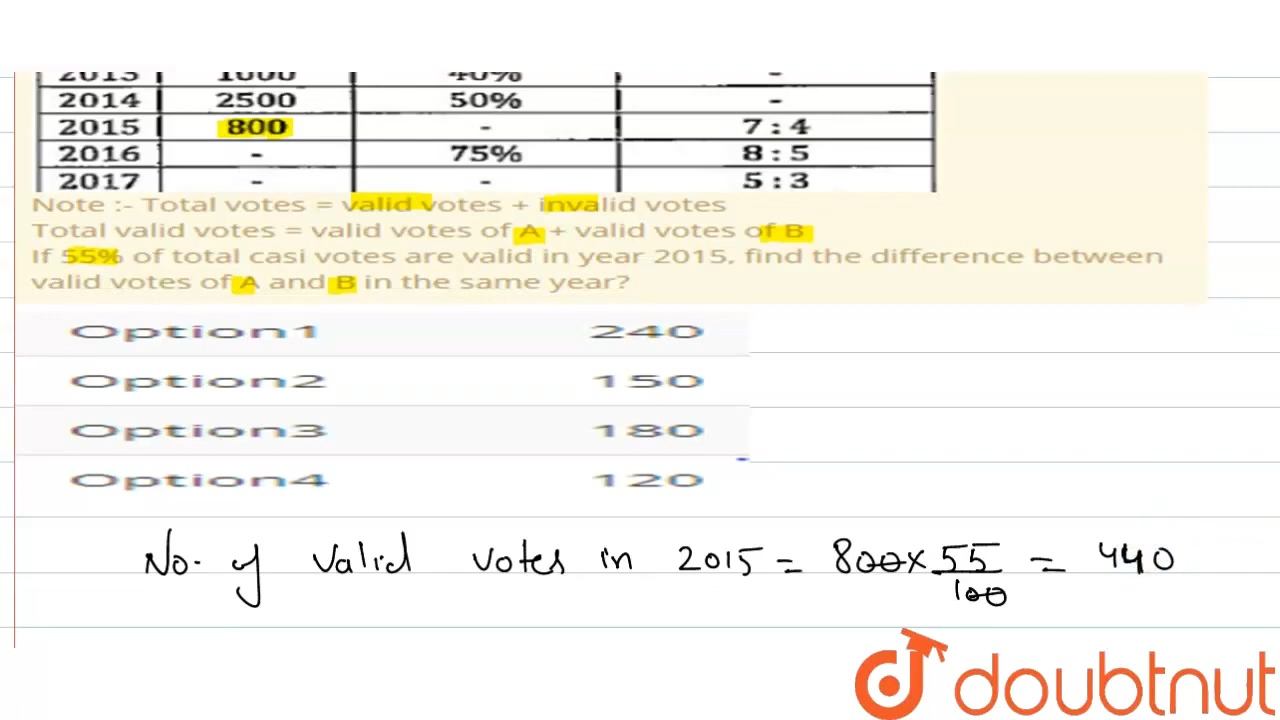 2013 1000 40% -
2014 2500 50% -
2015 800 - 7 : 4
2016 - 75% 8 : 5
2017 - - 5 : 3
Note :- Total votes = valid votes + invalid votes
Total valid votes = valid votes of A + valid votes of B
If 55% of total casi votes are valid in year 2015, find the difference between
valid votes of A and B in the same year?
Option1 240
Option2 150
Option3 180
Option4 120
No. of valid votes in 2015 = 800 × 55/100 = 440
doubtnut